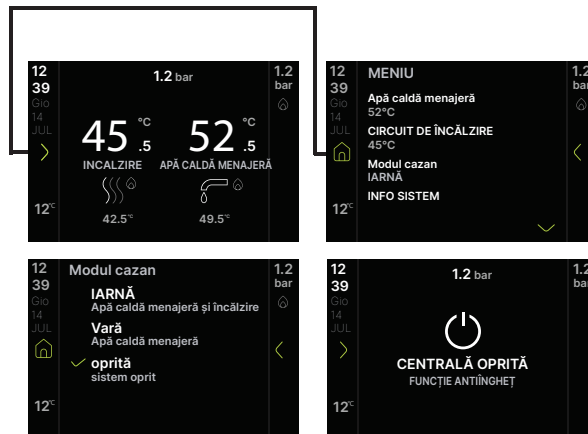 12
39
Gio
14
JUL
12°C
1.2 bar
45.5 °C
52.5 °C
INCALZIRE
APĂ CALDĂ MENAJERĂ
42.5°C
49.5°C
1.2
bar
12
39
Gio
14
JUL
12°C
MENIU
Apă caldă menajeră
52°C
CIRCUIT DE ÎNCĂLZIRE
45°C
Modul cazan
IARNĂ
INFO SISTEM
1.2
bar
12
39
Gio
14
JUL
12°C
Modul cazan
IARNĂ
Apă caldă menajeră și încălzire
Vară
Apă caldă menajeră
oprită
sistem oprit
1.2
bar
12
39
Gio
14
JUL
12°C
1.2 bar
CENTRALĂ OPRITĂ
FUNCȚIE ANTIÎNGHEȚ
1.2
bar